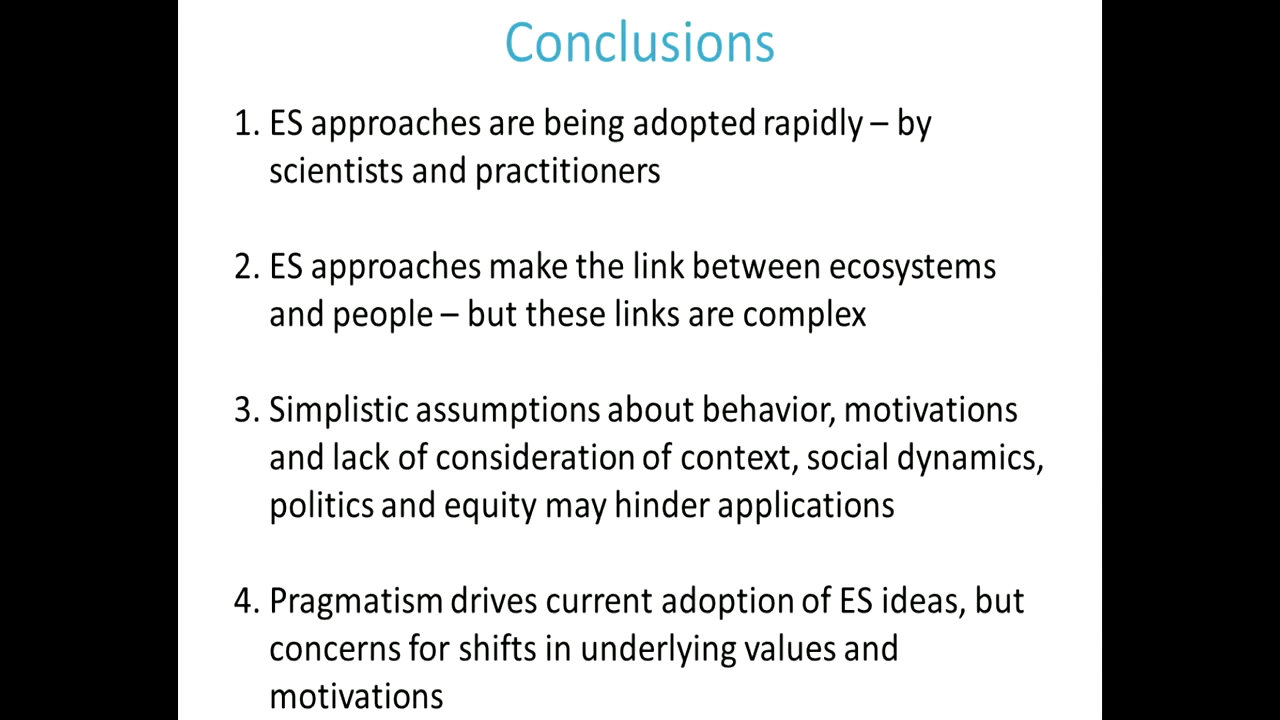 Conclusions
1. ES approaches are being adopted rapidly – by
scientists and practitioners
2. ES approaches make the link between ecosystems
and people – but these links are complex
3. Simplistic assumptions about behavior, motivations
and lack of consideration of context, social dynamics,
politics and equity may hinder applications
4. Pragmatism drives current adoption of ES ideas, but
concerns for shifts in underlying values and
motivations